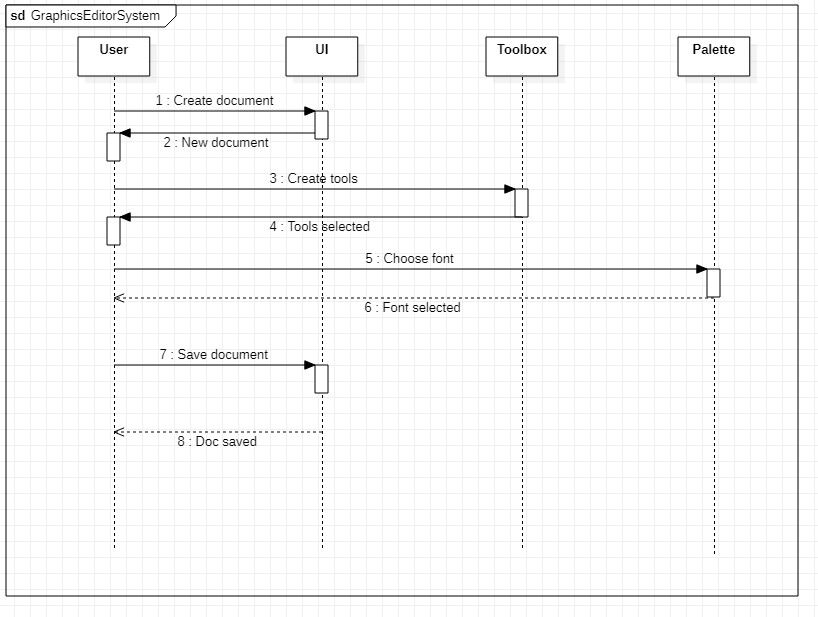 sd GraphicsEditorSystem
User UI Toolbox Palette
1 : Create document
2 : New document
3 : Create tools
4 : Tools selected
5 : Choose font
6 : Font selected
7 : Save document
8 : Doc saved